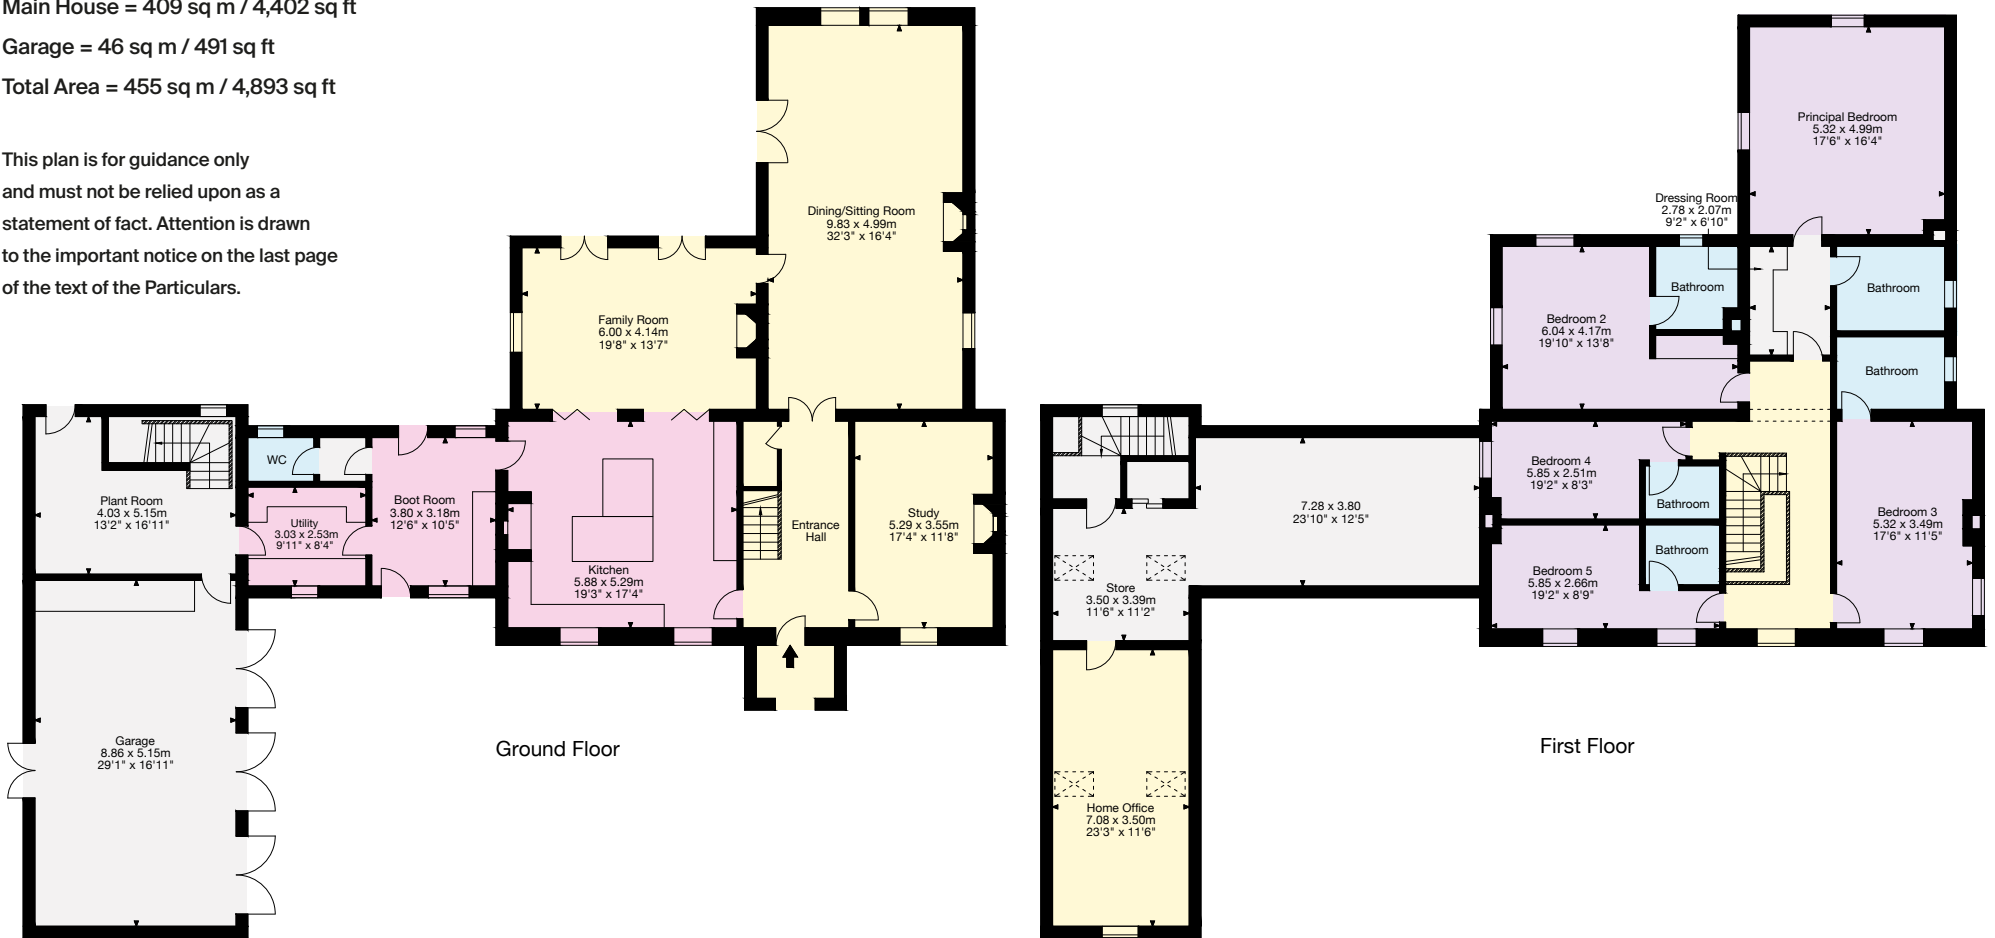 Main House = 409 sq m / 4,402 sq ft
Garage = 46 sq m / 491 sq ft
Total Area = 455 sq m / 4,893 sq ft
This plan is for guidance only
and must not be relied upon as a
statement of fact. Attention is drawn
to the important notice on the last page
of the text of the Particulars.
Dining/Sitting Room
9.83 x 4.99m
32'3" x 16'4"
Family Room
6.00 x 4.14m
19'8" x 13'7"
Plant Room
4.03 x 5.15m
13'2" x 16'11"
WC
Utility
3.03 x 2.53m
9'11" x 8'4"
Boot Room
3.80 x 3.18m
12'6" x 10'5"
Kitchen
5.88 x 5.29m
19'3" x 17'4"
Entrance
Hall
Study
5.29 x 3.55m
17'4" x 11'8"
Garage
8.86 x 5.15m
29'1" x 16'11"
Ground Floor
Principal Bedroom
5.32 x 4.99m
17'6" x 16'4"
Dressing Room
2.78 x 2.07m
9'2" x 6'10"
Bathroom
Bathroom
Bedroom 2
6.04 x 4.17m
19'10" x 13'8"
Bathroom
Bedroom 4
5.85 x 2.51m
19'2" x 8'3"
Bathroom
Bedroom 3
5.32 x 3.49m
17'6" x 11'5"
7.28 x 3.80
23'10" x 12'5"
Bathroom
Bedroom 5
5.85 x 2.66m
19'2" x 8'9"
Store
3.50 x 3.39m
11'6" x 11'2"
Home Office
7.08 x 3.50m
23'3" x 11'6"
First Floor